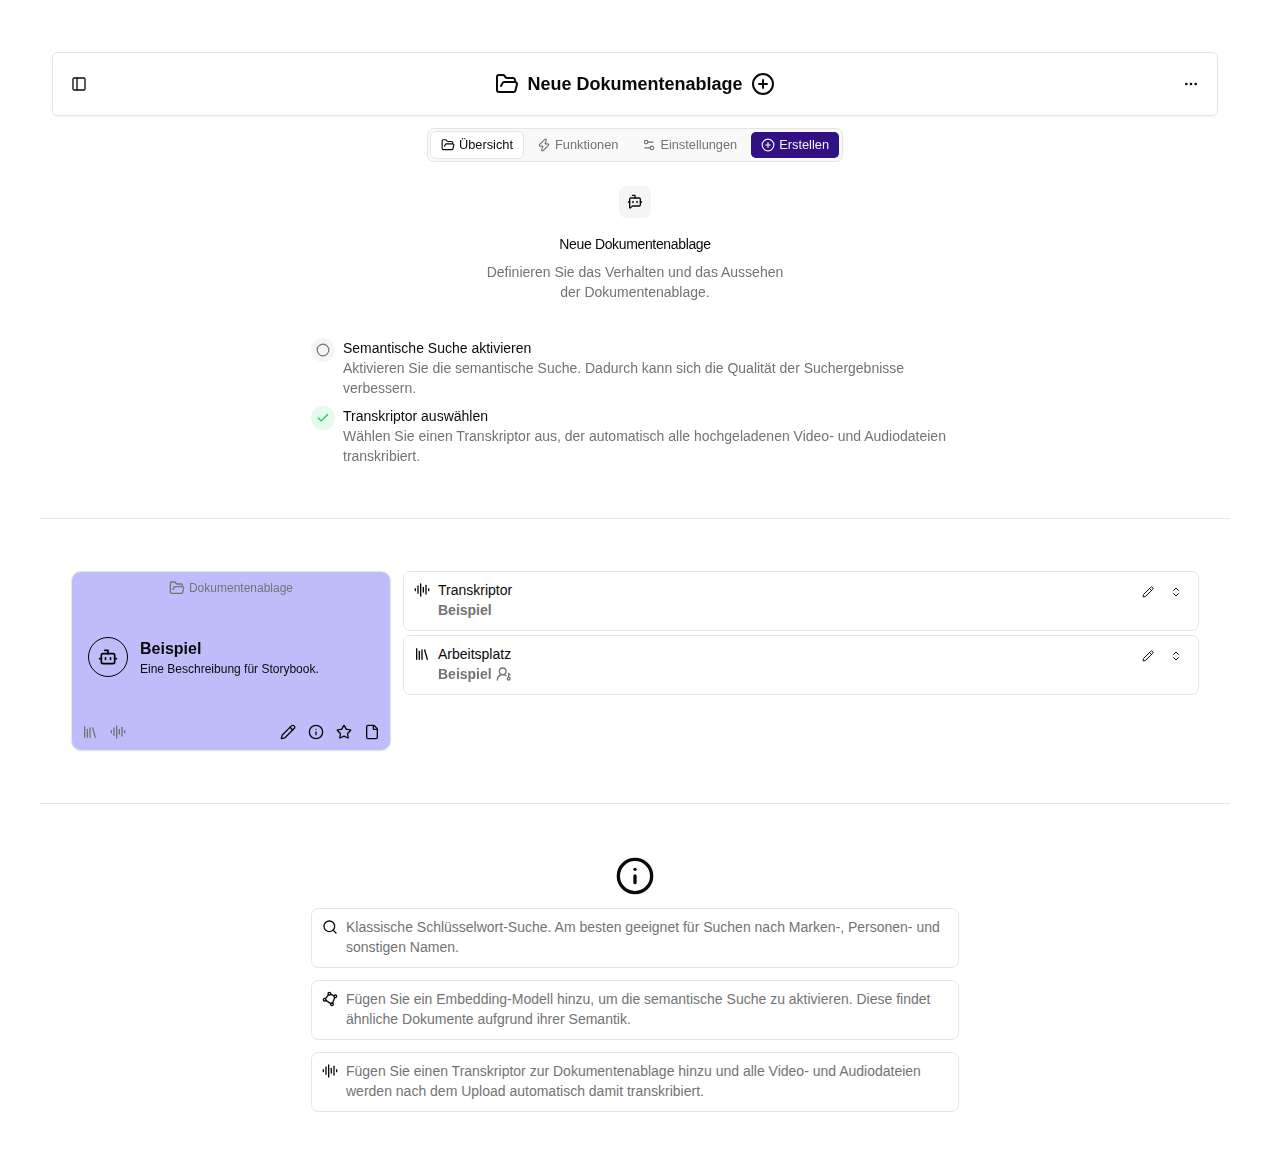 Neue Dokumentenablage
Übersicht
Funktionen
Einstellungen
Erstellen
Neue Dokumentenablage
Definieren Sie das Verhalten und das Aussehen
der Dokumentenablage.
Semantische Suche aktivieren
Aktivieren Sie die semantische Suche. Dadurch kann sich die Qualität der Suchergebnisse
verbessern.
Transkriptor auswählen
Wählen Sie einen Transkriptor aus, der automatisch alle hochgeladenen Video- und Audiodateien
transkribiert.
Dokumentenablage
Beispiel
Eine Beschreibung für Storybook.
Transkriptor
Beispiel
Arbeitsplatz
Beispiel
Klassische Schlüsselwort-Suche. Am besten geeignet für Suchen nach Marken-, Personen- und
sonstigen Namen.
Fügen Sie ein Embedding-Modell hinzu, um die semantische Suche zu aktivieren. Diese findet
ähnliche Dokumente aufgrund ihrer Semantik.
Fügen Sie einen Transkriptor zur Dokumentenablage hinzu und alle Video- und Audiodateien
werden nach dem Upload automatisch damit transkribiert.